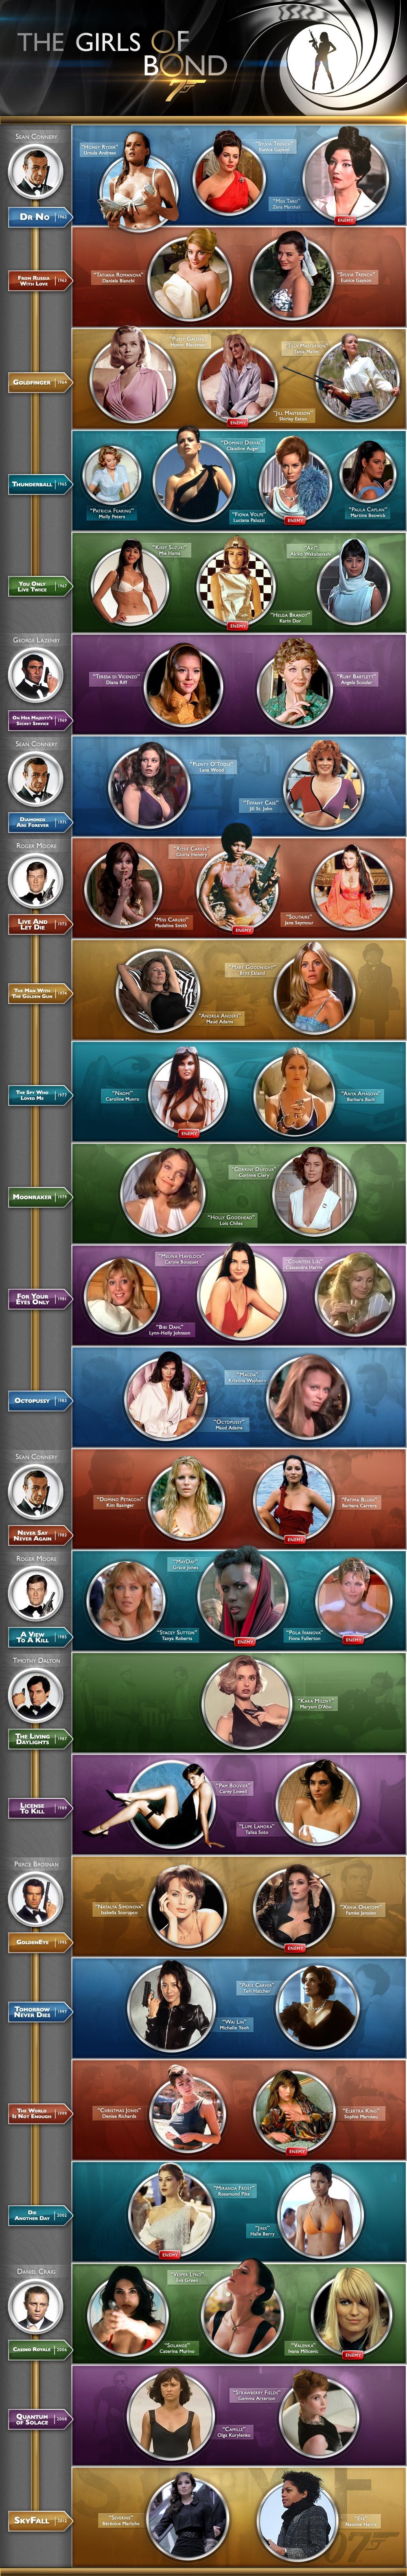 THE GIRLS OF
BOND
007
SEAN CONNERY
DR NO 1962
"HONEY RYDER"
Ursula Andress
"SYLVIA TRENCH"
Eunice Gayson
"MISS TARO"
Zena Marshall
ENEMY
FROM RUSSIA
WITH LOVE 1963
"TATIANA ROMANOVA"
Daniela Bianchi
"SYLVIA TRENCH"
Eunice Gayson
GOLDFINGER 1964
"PUSSY GALORE"
Honor Blackman
ENEMY
"JILL MASTERSON"
Shirley Eaton
Tania Mallet
THUNDERBALL 1965
"PATRICIA FEARING"
Molly Peters
"DOMINO DERVAL"
Claudine Auger
"FIONA VOLPE"
Luciana Paluzzi
ENEMY
"PAULA CAPLAN"
Martine Beswick
YOU ONLY
LIVE TWICE 1967
"KISSY SUZUKI"
Mie Hama
ENEMY
"HELGA BRANDT"
Karin Dor
"AKI"
Akiko Wakabayashi
GEORGE LAZENBY
ON HER MAJESTY'S
SECRET SERVICE 1969
"TERESA DI VICENZO"
"RUBY BARTLETT"
Angela Scoular
SEAN CONNERY
DIAMONDS
ARE FOREVER 1971
"PLENTY O'TOOLE"
Lana Wood
"TIFFANY CASE"
Jill St. John
ROGER MOORE
LIVE AND
LET DIE 1973
"MISS CARUSO"
Madeline Smith
"ROSIE CARVER"
Gloria Hendry
ENEMY
"SOLITAIRE"
Jane Seymour
THE MAN WITH
THE GOLDEN GUN 1974
"ANDREA ANDERS"
Maud Adams
"MARY GOODNIGHT"
Britt Ekland
THE SPY WHO
LOVED ME 1977
"NAOMI"
Caroline Munro
ENEMY
"ANYA AMASOVA"
Barbara Bach
MOONRAKER 1979
"HOLLY GOODHEAD"
Lois Chiles
"CORINNE DUFOUR"
Corinne Clery
FOR YOUR
EYES ONLY 1981
"BIBI DAHL"
Lynn-Holly Johnson
"MELINA HAVELOCK"
Carole Bouquet
"COUNTESS LISL"
Cassandra Harris
OCTOPUSSY 1983
"OCTOPUSSY"
Maud Adams
"MAGDA"
Kristina Wayborn
SEAN CONNERY
NEVER SAY
NEVER AGAIN 1983
"DOMINO PETACCHI"
Kim Basinger
"FATIMA BLUSH"
Barbara Carrera
ENEMY
ROGER MOORE
A VIEW
TO A KILL 1985
"STACEY SUTTON"
Tanya Roberts
"MAYDAY"
Grace Jones
ENEMY
"POLA IVANOVA"
Fiona Fullerton
ENEMY
TIMOTHY DALTON
THE LIVING
DAYLIGHTS 1987
"KARA MILOVY"
Maryam D'Abo
LICENSE
TO KILL 1989
"PAM BOUVIER"
Carey Lowell
"LUPE LAMORA"
Talisa Soto
PIERCE BROSNAN
GOLDENEYE 1995
"NATALYA SIMONOVA"
Izabella Scorupco
"XENIA ONATOPP"
Famke Janssen
ENEMY
TOMORROW
NEVER DIES 1997
"WAI LIN"
Michelle Yeoh
"PARIS CARVER"
Teri Hatcher
THE WORLD
IS NOT ENOUGH 1999
"CHRISTMAS JONES"
Denise Richards
"ELEKTRA KING"
Sophie Marceau
ENEMY
DIE
ANOTHER DAY 2002
"MIRANDA FROST"
Rosamund Pike
ENEMY
"JINX"
Halle Berry
DANIEL CRAIG
CASINO ROYALE 2006
"SOLANGE"
Caterina Murino
"VESPER LYND"
Eva Green
"VALENKA"
Ivana Milicevic
ENEMY
QUANTUM
OF SOLACE 2008
"CAMILLE"
Olga Kurylenko
"STRAWBERRY FIELDS"
Gemma Arterton
SKYFALL 2012
"SEVERINE"
Bérénice Marlohe
"EVE"
Naomie Harris
007